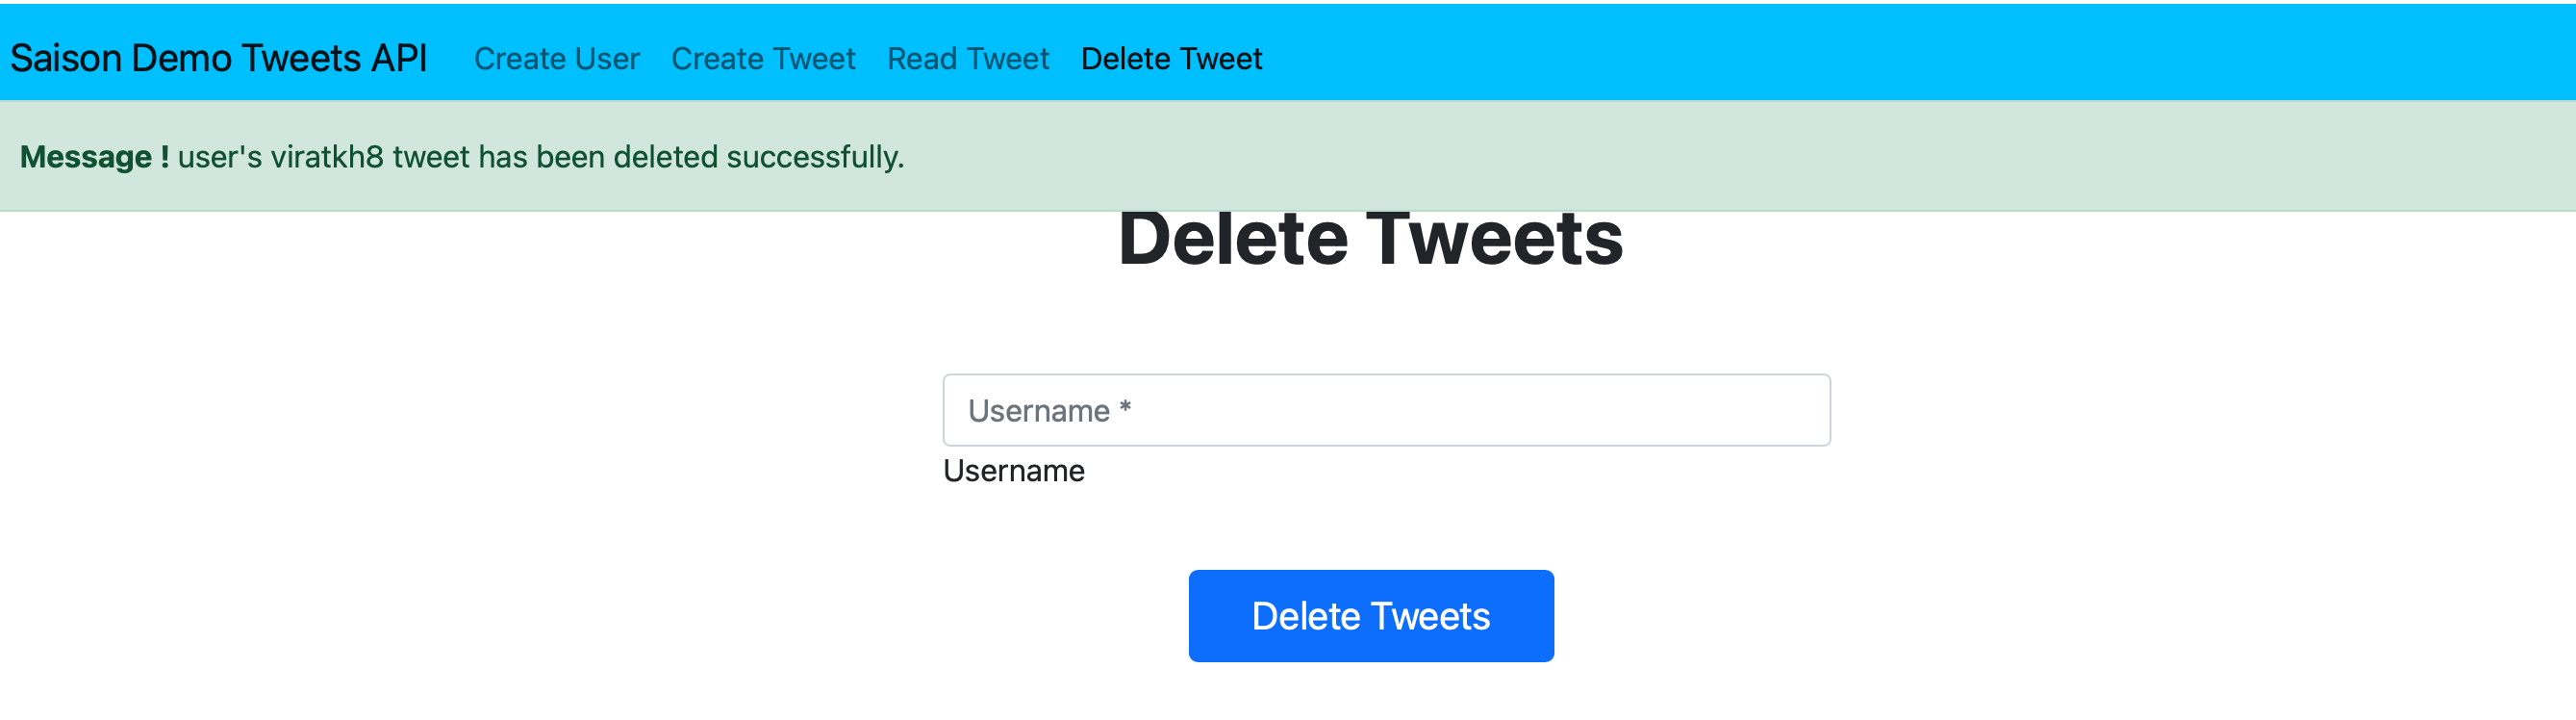 Saison Demo Tweets API Create User Create Tweet Read Tweet Delete Tweet
Message ! user's viratkh8 tweet has been deleted successfully.
Delete Tweets
Username *
Username
Delete Tweets